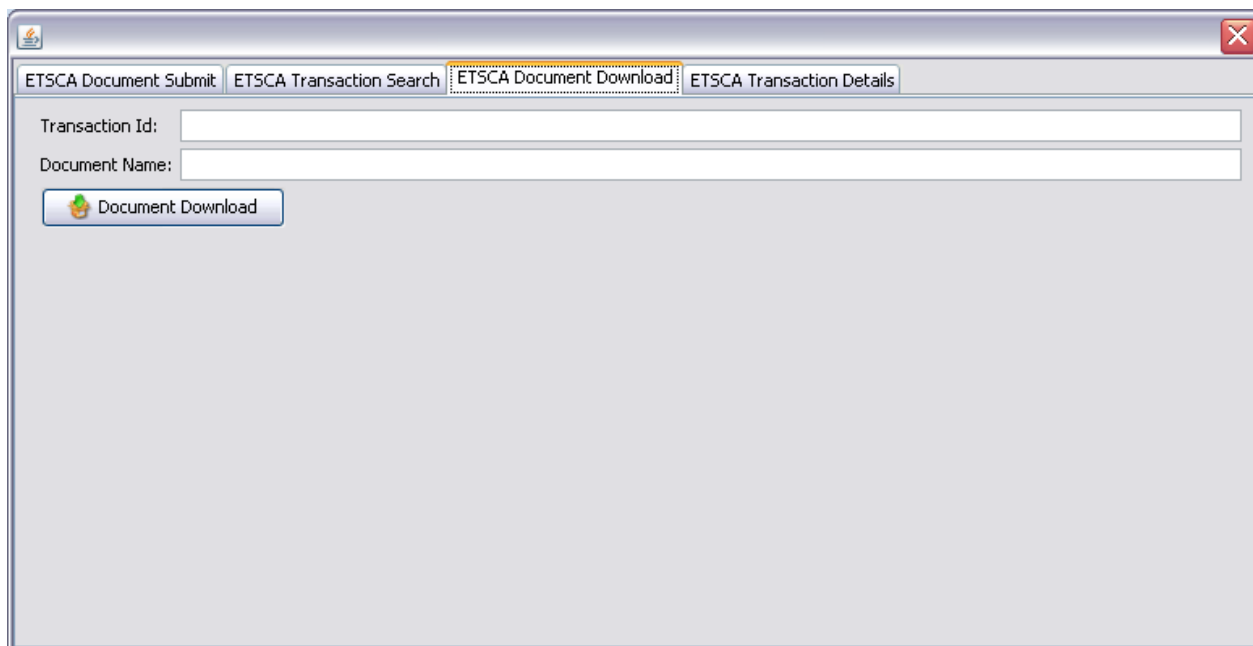 ETSCA Document Submit ETSCA Transaction Search ETSCA Document Download ETSCA Transaction Details
Transaction Id:
Document Name:
Document Download